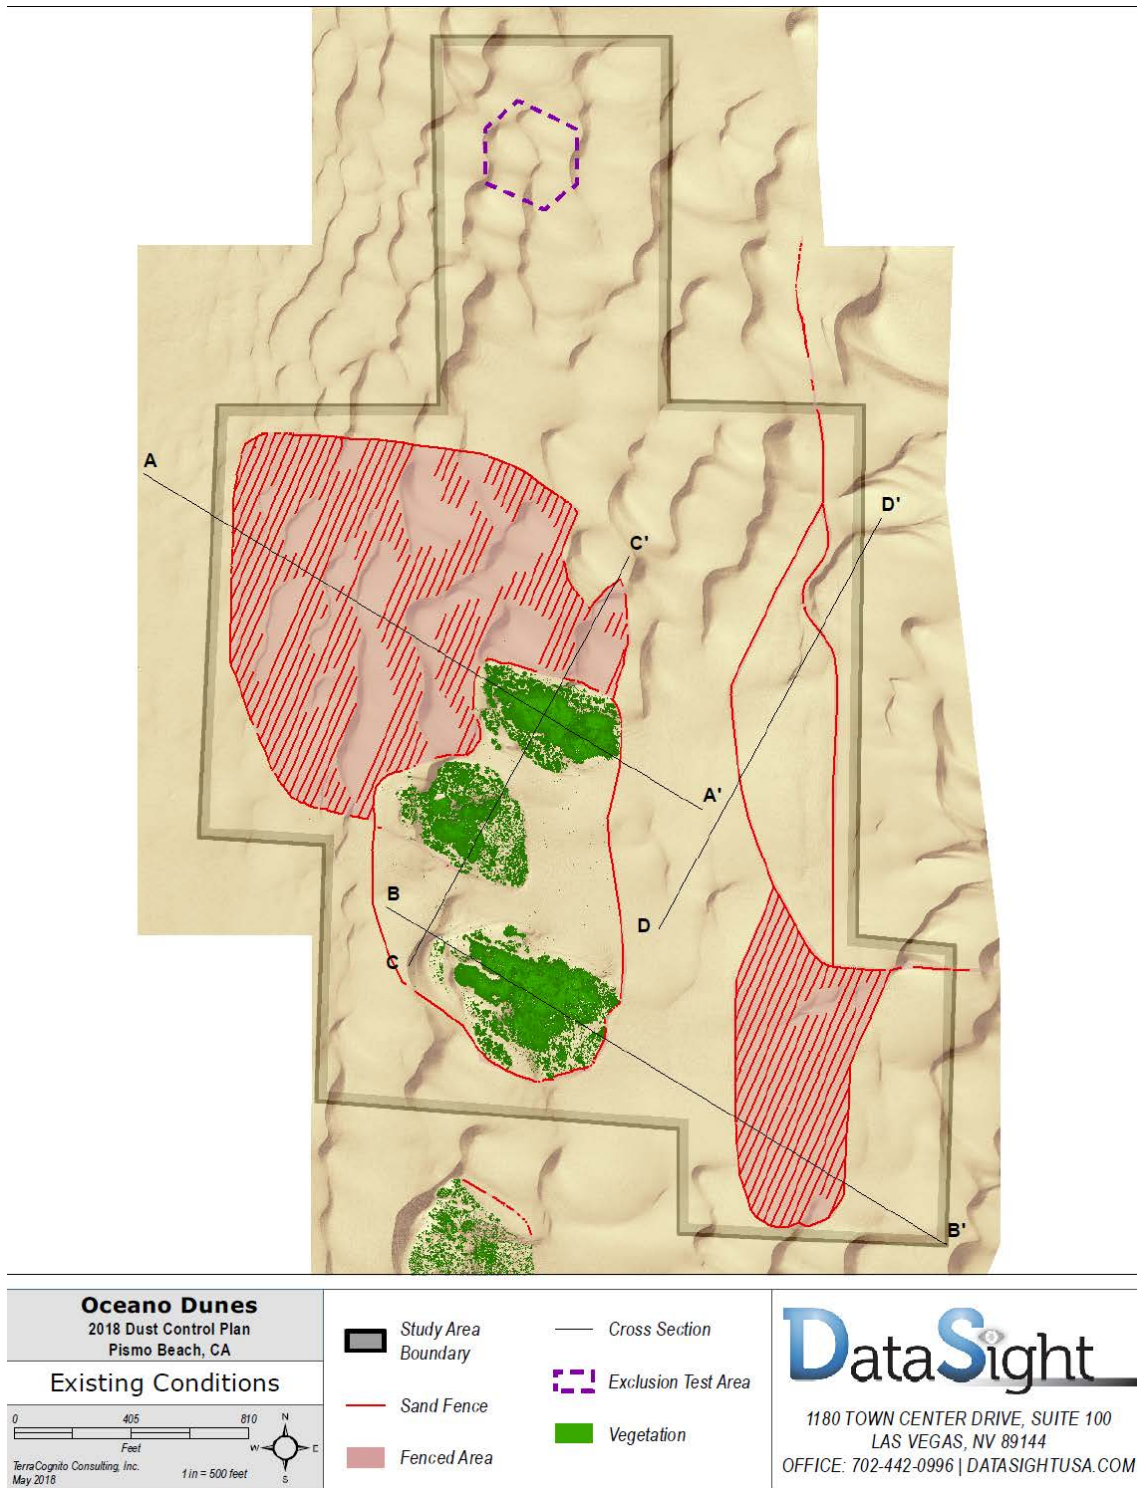 A
C'
D'
A'
B
D
C
B'
Oceano Dunes
2018 Dust Control Plan
Pismo Beach, CA
Existing Conditions
0 405 810
Feet
TerraCognito Consulting, Inc.
May 2018
1 in = 500 feet
N
W E
S
Study Area
Boundary
Sand Fence
Fenced Area
Cross Section
Exclusion Test Area
Vegetation
DataSight
1180 TOWN CENTER DRIVE, SUITE 100
LAS VEGAS, NV 89144
OFFICE: 702-442-0996 | DATASIGHTUSA.COM